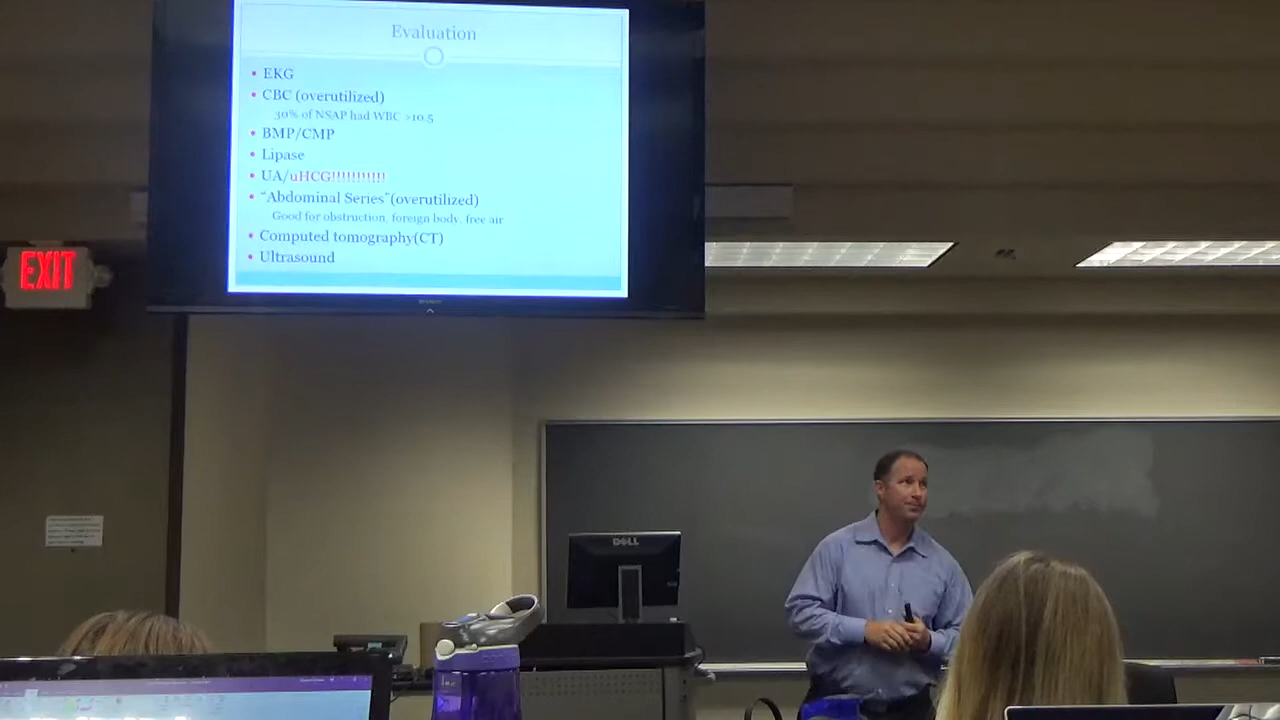 Evaluation
• EKG
• CBC (overutilized)
30% of NSAP had WBC >10.5
• BMP/CMP
• Lipase
• UA/uHCG!!!!!!!!!!!
• “Abdominal Series”(overutilized)
Good for obstruction, foreign body, free air
• Computed tomography(CT)
• Ultrasound
EXIT
DELL